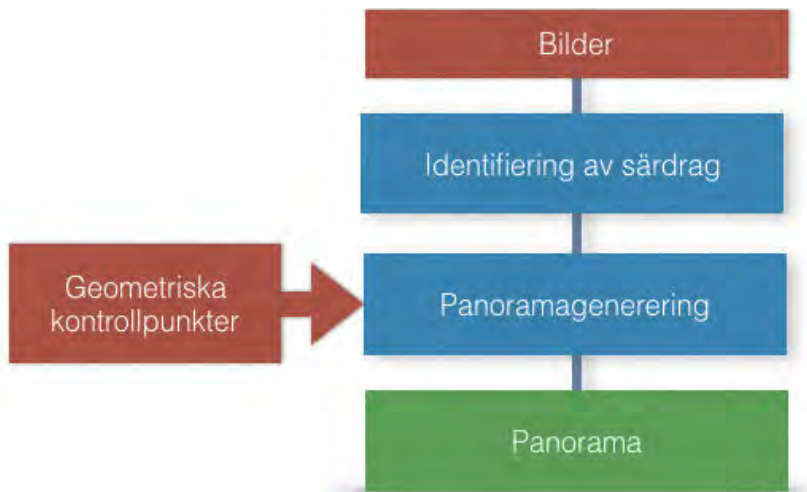 Bilder
Identifiering av särdrag
Geometriska
kontrollpunkter
Panoramagenerering
Panorama